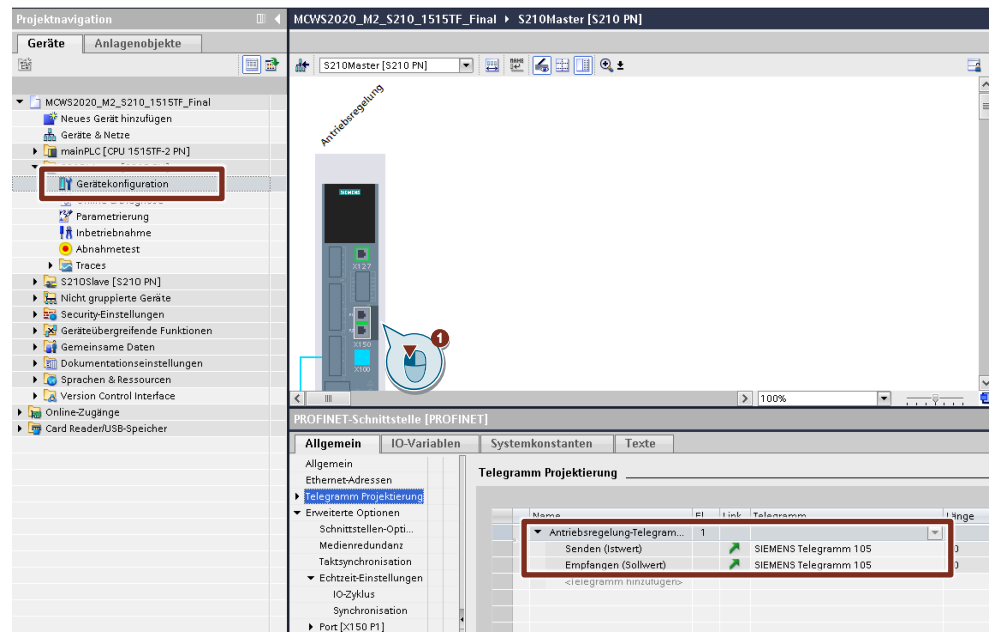 Projektnavigation
MCWS2020_M2_S210_1515TF_Final ▸ S210Master [S210 PN]
Geräte
Anlagenobjekte
S210Master [S210 PN]
MCWS2020_M2_S210_1515TF_Final
Neues Gerät hinzufügen
Geräte & Netze
mainPLC [CPU 1515TF-2 PN]
Gerätekonfiguration
Parametrierung
Inbetriebnahme
Abnahmetest
Traces
S210Slave [S210 PN]
Nicht gruppierte Geräte
Security-Einstellungen
Geräteübergreifende Funktionen
Gemeinsame Daten
Dokumentationseinstellungen
Sprachen & Ressourcen
Version Control Interface
Online-Zugänge
Card Reader/USB-Speicher
Antriebsregelung
SIEMENS
X127
X150
X100
1
100%
PROFINET-Schnittstelle [PROFINET]
Allgemein
IO-Variablen
Systemkonstanten
Texte
Allgemein
Ethernet-Adressen
Telegramm Projektierung
Erweiterte Optionen
Schnittstellen-Opti...
Medienredundanz
Taktsynchronisation
Echtzeit-Einstellungen
IO-Zyklus
Synchronisation
Port [X150 P1]
Telegramm Projektierung
Name
Link
Telegramm
Länge
Antriebsregelung-Telegram... 1
Senden (Istwert) SIEMENS Telegramm 105
Empfangen (Sollwert) SIEMENS Telegramm 105
<Telegramm hinzufügen>